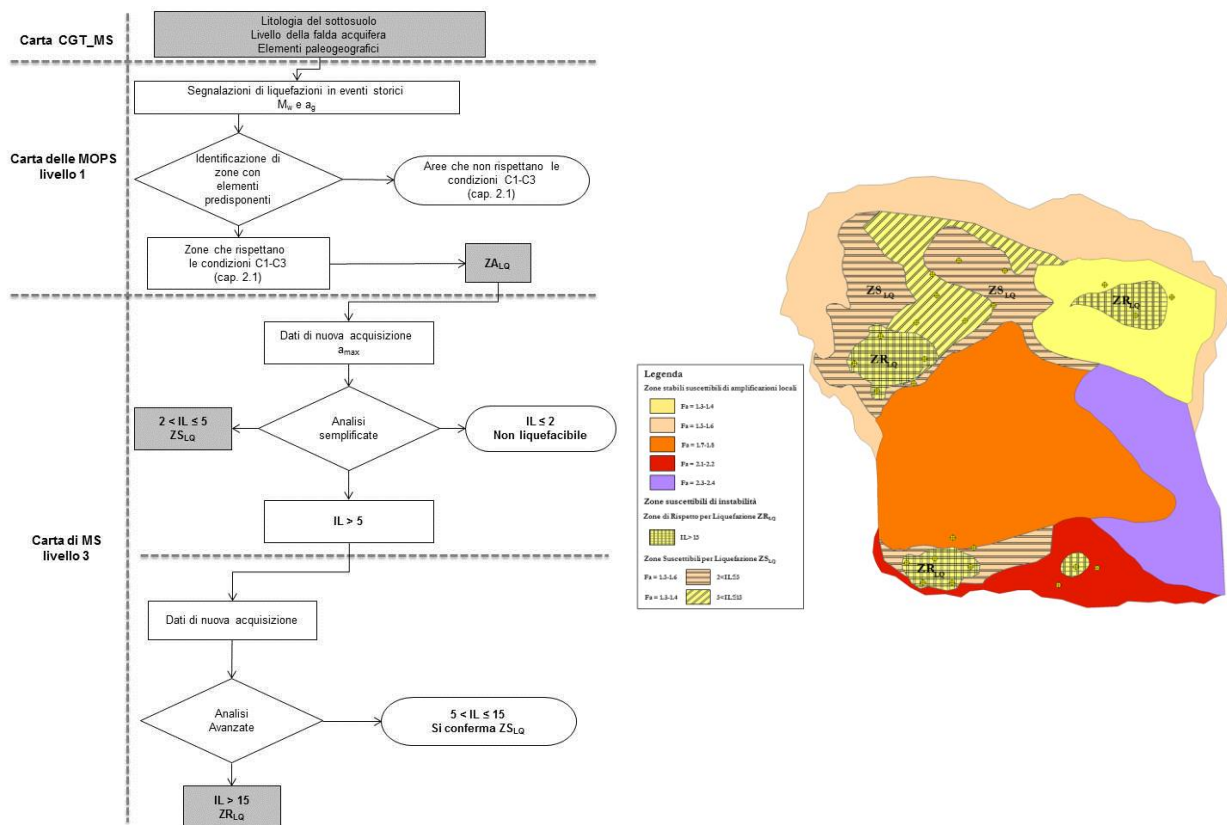 Carta CGT_MS
Litologia del sottosuolo
Livello della falda acquifera
Elementi paleogeografici
Carta delle MOPS
livello 1
Segnalazioni di liquefazioni in eventi storici
Mw e ag
Identificazione di
zone con
elementi
predisponenti
Aree che non rispettano le
condizioni C1-C3
(cap. 2.1)
Zone che rispettano
le condizioni C1-C3
(cap. 2.1)
ZALQ
Carta di MS
livello 3
Dati di nuova acquisizione
amax
2 < IL ≤ 5
ZSLQ
Analisi
semplificate
IL ≤ 2
Non liquefacibile
IL > 5
Dati di nuova acquisizione
Analisi
Avanzate
5 < IL ≤ 15
Si conferma ZSLQ
IL > 15
ZRLQ
Legenda
Zone stabili suscettibili di amplificazioni locali
Fa = 1.3-1.4
Fa = 1.5-1.6
Fa = 1.7-1.8
Fa = 2.1-2.2
Fa = 2.3-2.4
Zone suscettibili di instabilità
Zone di Rispetto per Liquefazione ZRLQ
IL> 15
Zone Suscettibili per Liquefazione ZSLQ
Fa = 1.5-1.6
Fa = 1.3-1.4
ZSLQ
ZSLQ
ZRLQ
ZRLQ
ZRLQ